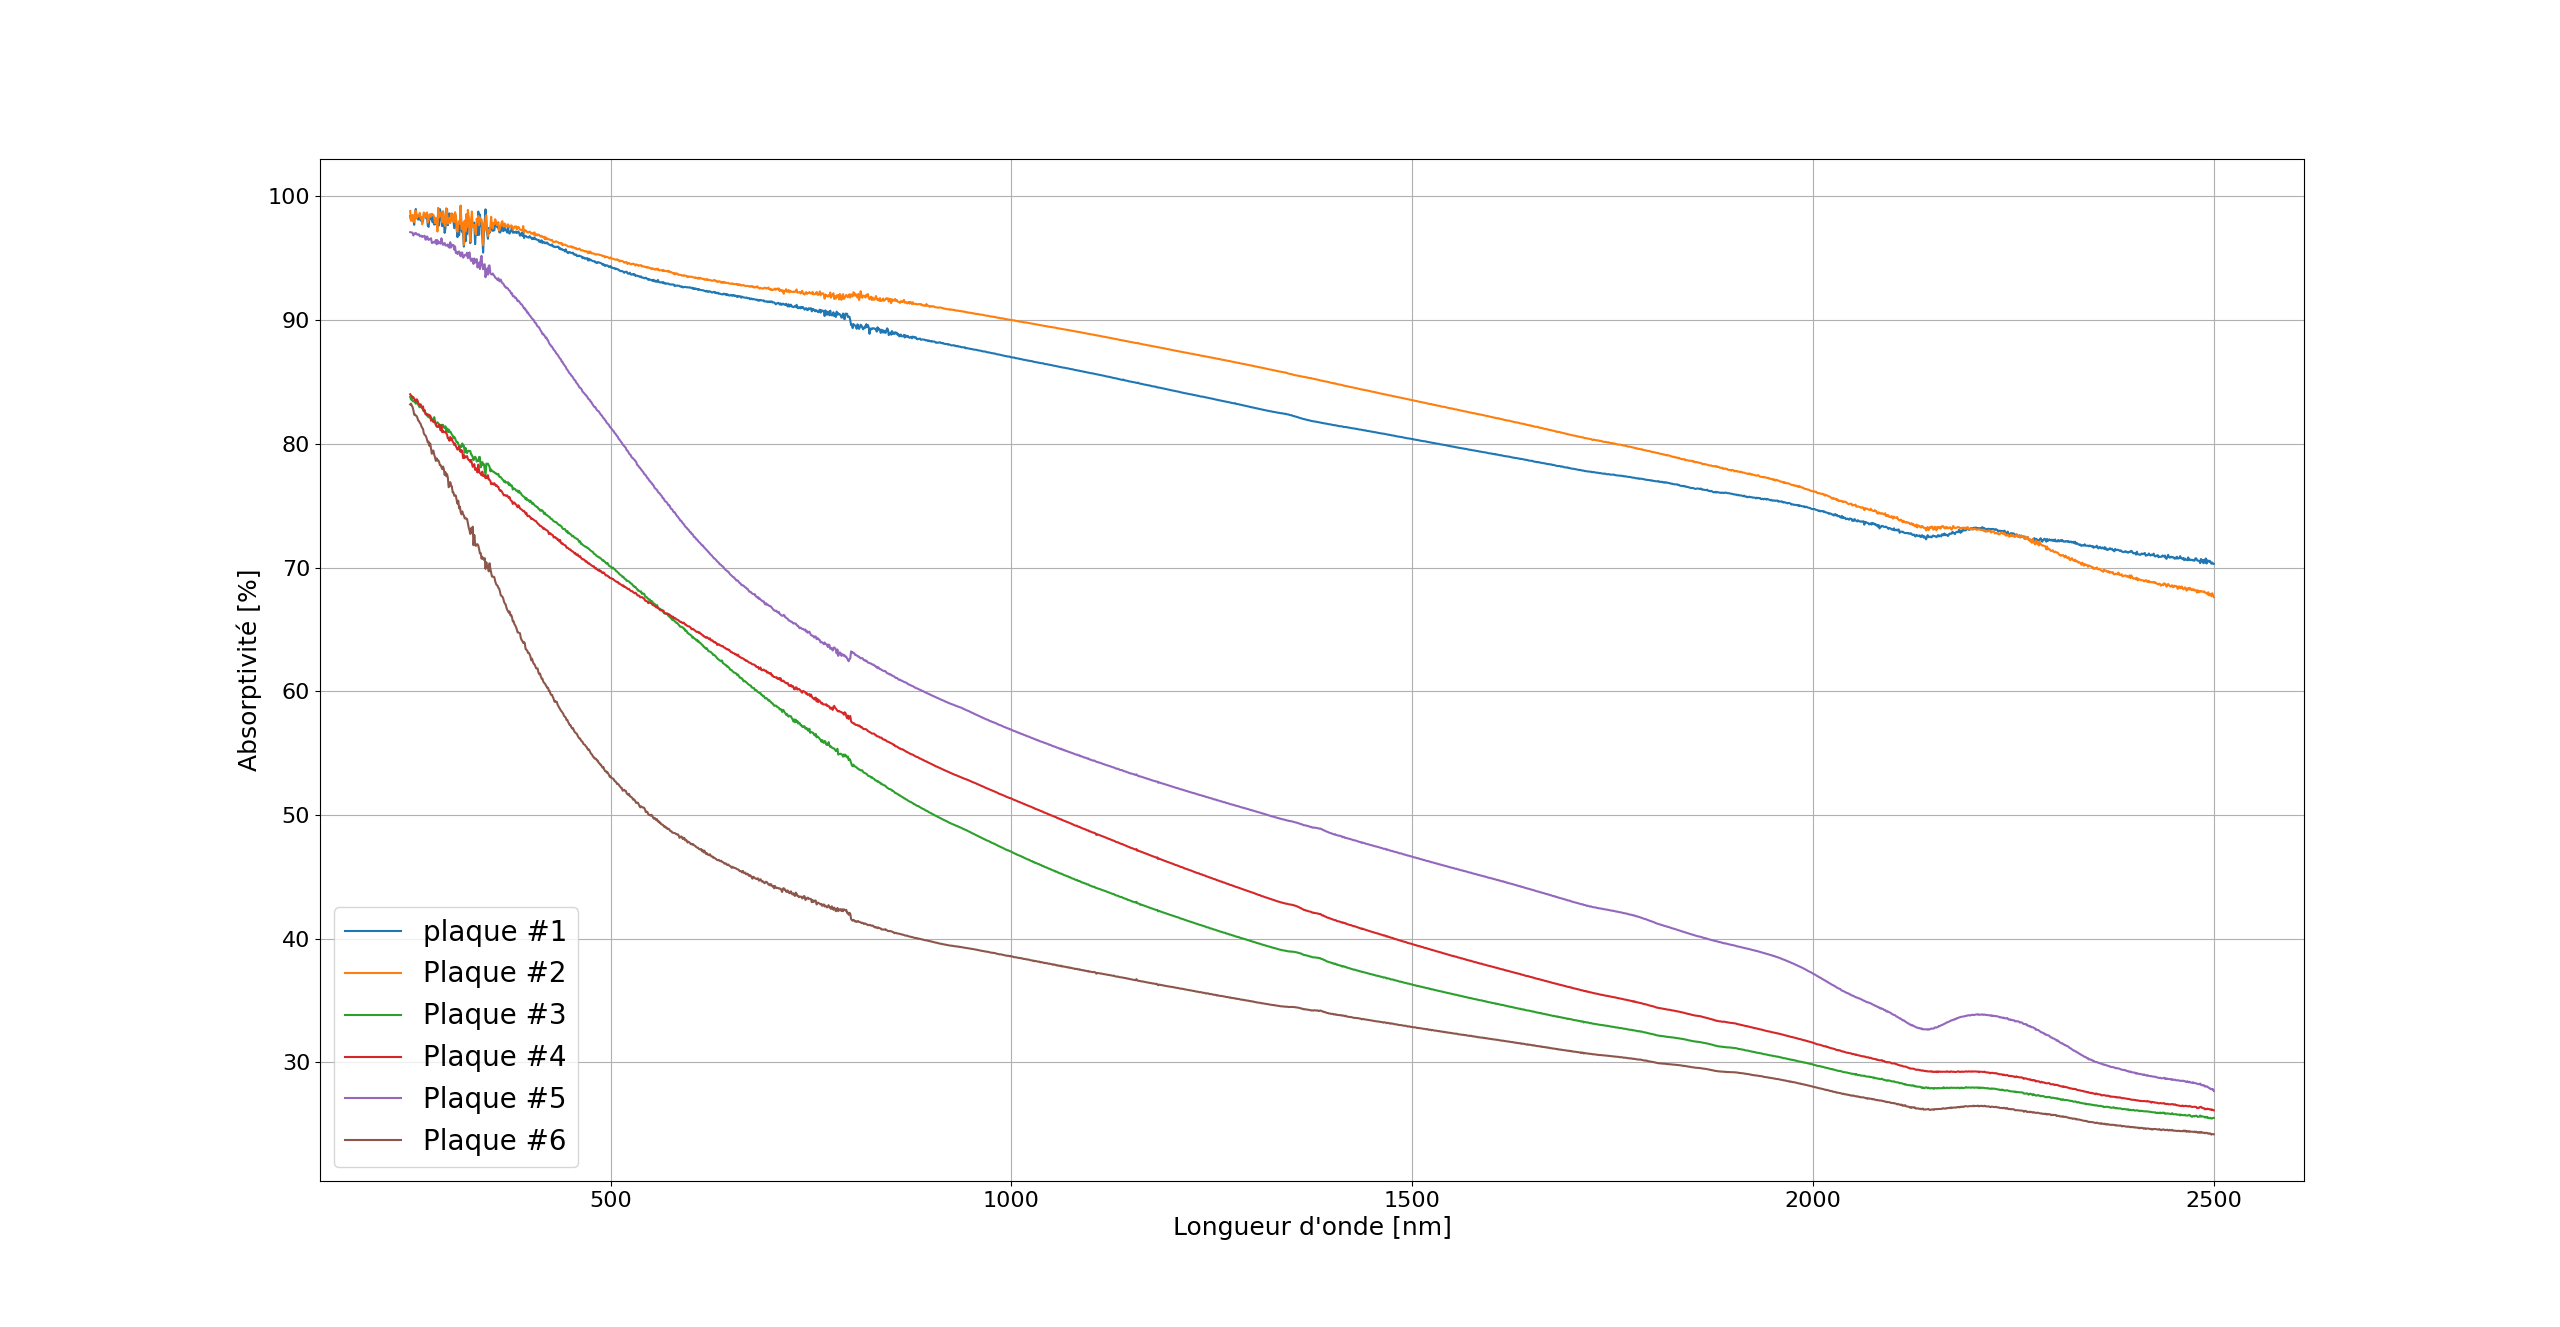 100
90
80
70
60
50
40
30
Absorptivité [%]
plaque #1
Plaque #2
Plaque #3
Plaque #4
Plaque #5
Plaque #6
500 1000 1500 2000 2500
Longueur d'onde [nm]